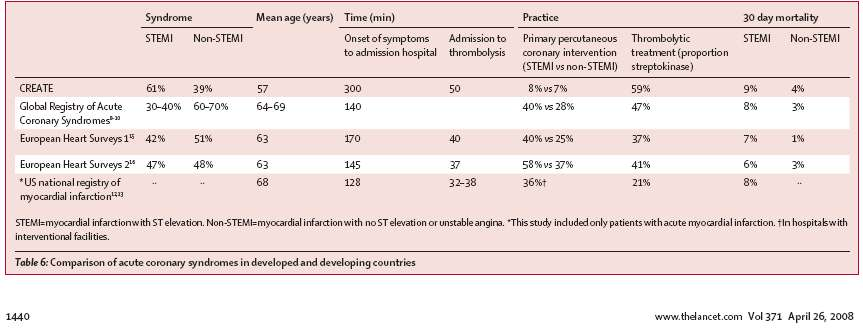 Syndrome Mean age (years) Time (min) Practice 30 day mortality
STEMI Non-STEMI Onset of symptoms Admission to Primary percutaneous Thrombolytic STEMI Non-STEMI
to admission hospital thrombolysis coronary intervention treatment (proportion
(STEMI vs non-STEMI) streptokinase)
CREATE 61% 39% 57 300 50 8% vs 7% 59% 9% 4%
Global Registry of Acute 30–40% 60–70% 64–69 140 40% vs 28% 47% 8% 3%
Coronary Syndromes
European Heart Surveys 1¹⁵ 42% 51% 63 170 40 40% vs 25% 37% 7% 1%
European Heart Surveys 2¹⁶ 47% 48% 63 145 37 58% vs 37% 41% 6% 3%
*US national registry of ·· ·· 68 128 32–38 36%† 21% 8% ··
myocardial infarction
STEMI=myocardial infarction with ST elevation. Non-STEMI=myocardial infarction with no ST elevation or unstable angina. *This study included only patients with acute myocardial infarction. †In hospitals with
interventional facilities.
Table 6: Comparison of acute coronary syndromes in developed and developing countries
1440 www.thelancet.com Vol 371 April 26, 2008